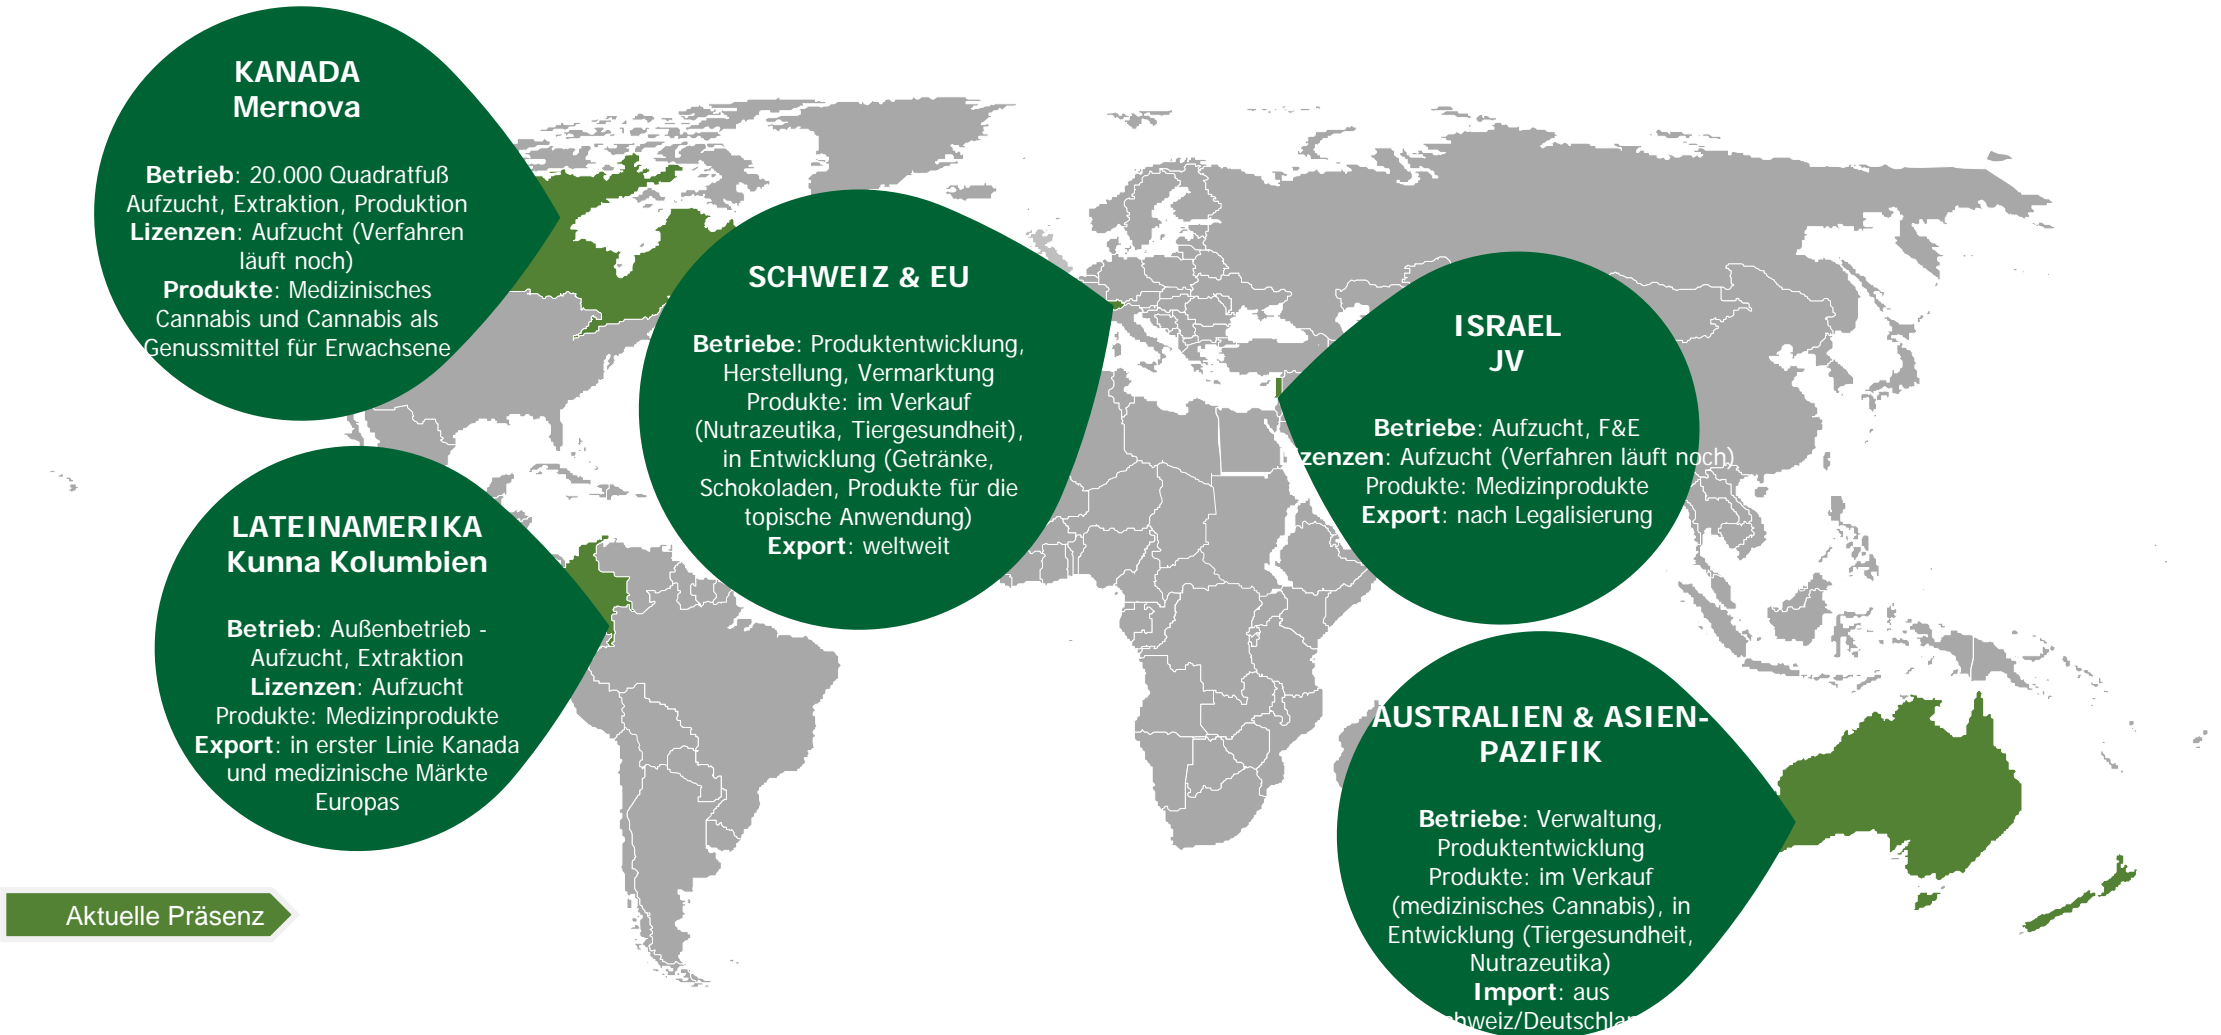 KANADA
Mernova
Betrieb: 20.000 Quadratfuß
Aufzucht, Extraktion, Produktion
Lizenzen: Aufzucht (Verfahren
läuft noch)
Produkte: Medizinisches
Cannabis und Cannabis als
Genussmittel für Erwachsene
SCHWEIZ & EU
Betriebe: Produktentwicklung,
Herstellung, Vermarktung
Produkte: im Verkauf
(Nutrazeutika, Tiergesundheit),
in Entwicklung (Getränke,
Schokoladen, Produkte für die
topische Anwendung)
Export: weltweit
ISRAEL
JV
Betriebe: Aufzucht, F&E
zenzen: Aufzucht (Verfahren läuft noch)
Produkte: Medizinprodukte
Export: nach Legalisierung
LATEINAMERIKA
Kunna Kolumbien
Betrieb: Außenbetrieb -
Aufzucht, Extraktion
Lizenzen: Aufzucht
Produkte: Medizinprodukte
Export: in erster Linie Kanada
und medizinische Märkte
Europas
AUSTRALIEN & ASIEN-
PAZIFIK
Betriebe: Verwaltung,
Produktentwicklung
Produkte: im Verkauf
(medizinisches Cannabis), in
Entwicklung (Tiergesundheit,
Nutrazeutika)
Import: aus
hweiz/Deutschla
Aktuelle Präsenz